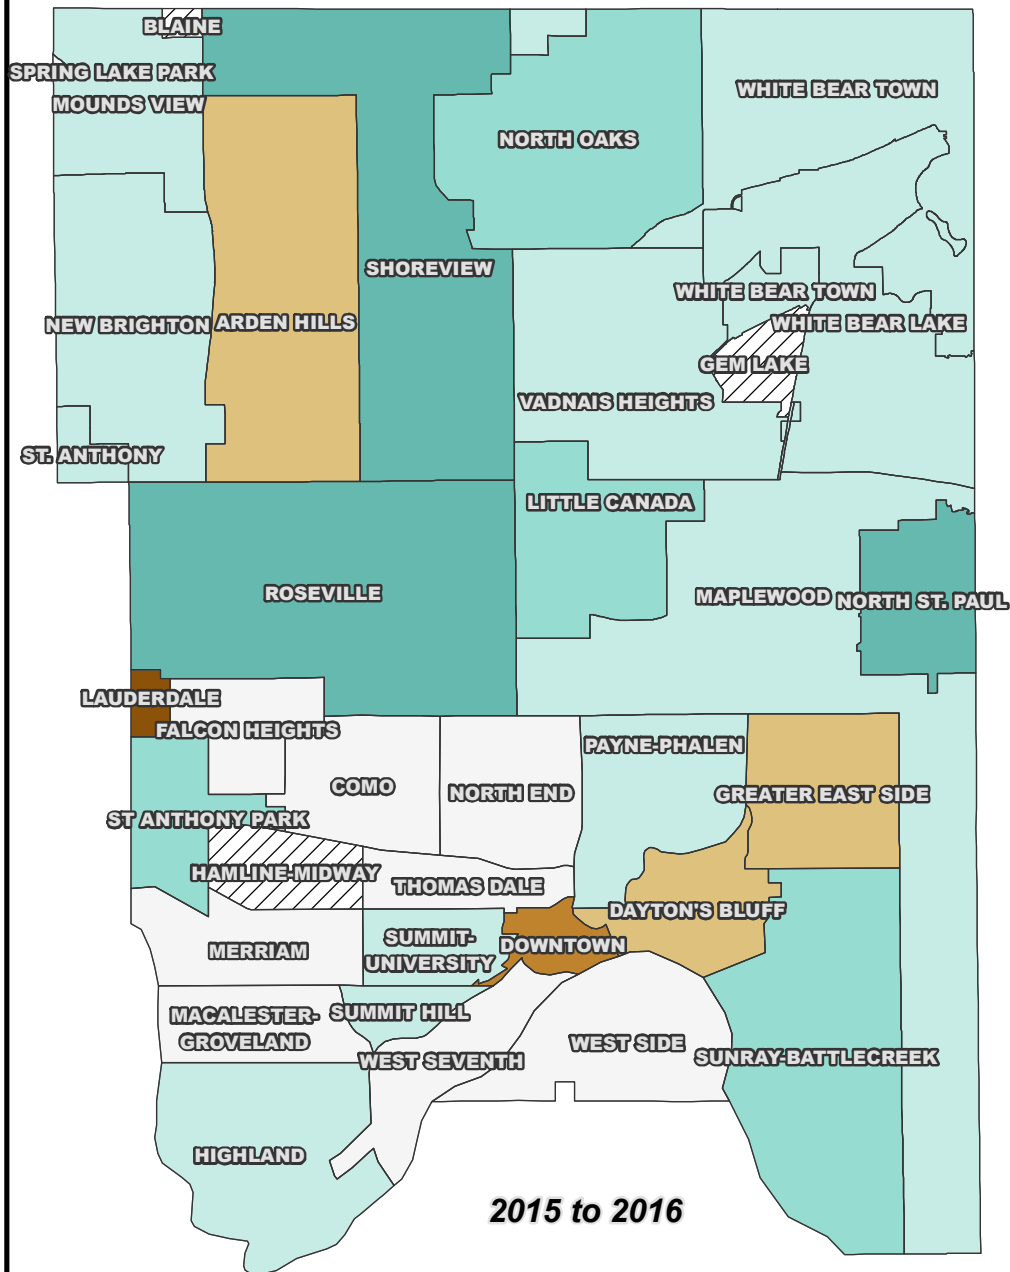 BLAINE
SPRING LAKE PARK
WHITE BEAR TOWN
MOUNDS VIEW
NORTH OAKS
SHOREVIEW
WHITE BEAR TOWN
NEW BRIGHTON
ARDEN HILLS
WHITE BEAR LAKE
GEM LAKE
VADNAIS HEIGHTS
ST. ANTHONY
LITTLE CANADA
ROSEVILLE
MAPLEWOOD
NORTH ST. PAUL
LAUDERDALE
FALCON HEIGHTS
PAYNE-PHALEN
COMO
NORTH END
GREATER EAST SIDE
ST ANTHONY PARK
HAMLINE-MIDWAY
THOMAS DALE
DAYTON'S BLUFF
MERRIAM
SUMMIT-
UNIVERSITY
DOWNTOWN
MACALESTER-
GROVELAND
SUMMIT HILL
WEST SIDE
WEST SEVENTH
SUNRAY-BATTLECREEK
HIGHLAND
2015 to 2016